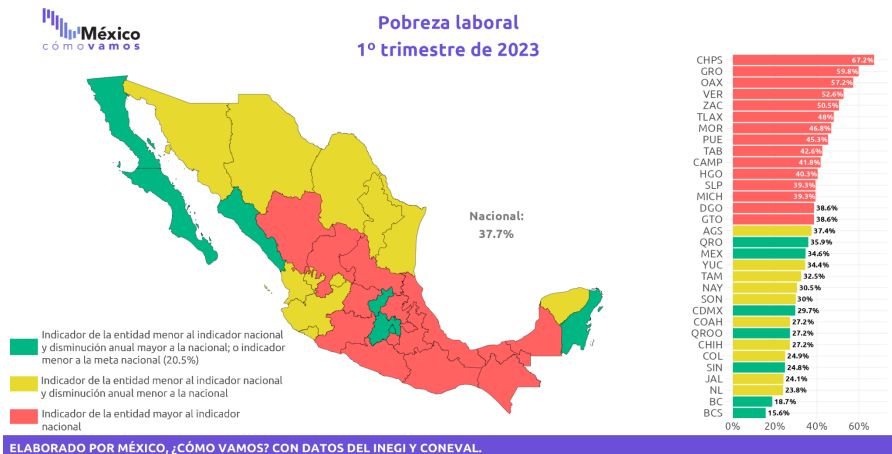 México
cómovamos
Pobreza laboral
1º trimestre de 2023
Nacional:
37.7%
Indicador de la entidad menor al indicador nacional
y disminución anual mayor a la nacional; o indicador
menor a la meta nacional (20.5%)
Indicador de la entidad menor al indicador nacional
y disminución anual menor a la nacional
Indicador de la entidad mayor al indicador
nacional
CHPS 67.2%
GRO 59.8%
OAX 57.2%
VER 52.6%
ZAC 50.5%
TLAX 48%
MOR 46.8%
PUE 45.3%
TAB 42.6%
CAMP 41.8%
HGO 40.3%
SLP 39.3%
MICH 39.3%
DGO 38.6%
GTO 38.6%
AGS 37.4%
QRO 35.9%
MEX 34.6%
YUC 34.4%
TAM 32.5%
NAY 30.5%
SON 30%
CDMX 29.7%
COAH 27.2%
QROO 27.2%
CHIH 27.2%
COL 24.9%
SIN 24.8%
JAL 24.1%
NL 23.8%
BC 18.7%
BCS 15.6%
0% 20% 40% 60%
ELABORADO POR MÉXICO, ¿CÓMO VAMOS? CON DATOS DEL INEGI Y CONEVAL.